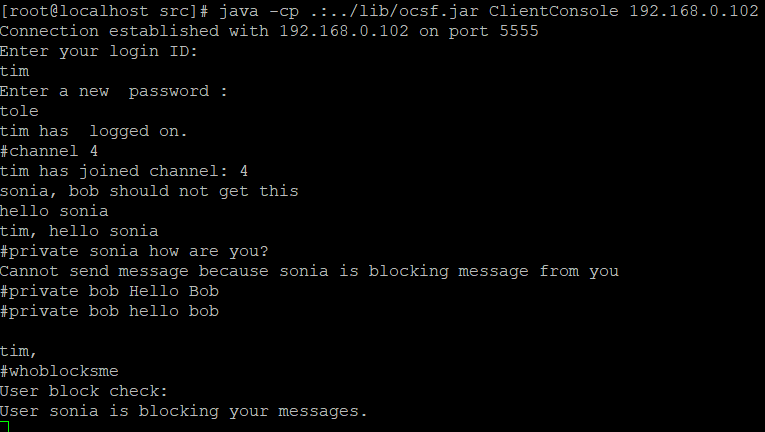 [root@localhost src]# java -cp .:../lib/ocsf.jar ClientConsole 192.168.0.102
Connection established with 192.168.0.102 on port 5555
Enter your login ID:
tim
Enter a new  password :
tole
tim has  logged on.
#channel 4
tim has joined channel: 4
sonia, bob should not get this
hello sonia
tim, hello sonia
#private sonia how are you?
Cannot send message because sonia is blocking message from you
#private bob Hello Bob
#private bob hello bob
tim,
#whoblocksme
User block check:
User sonia is blocking your messages.